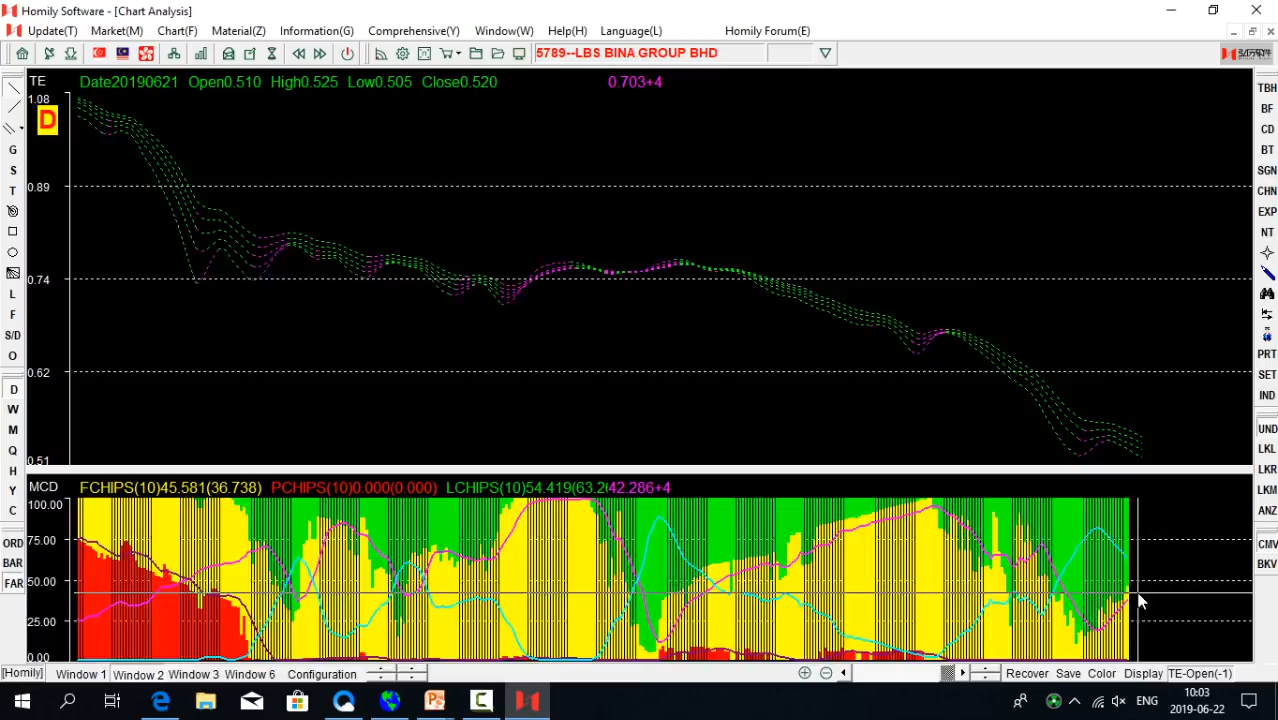 Homily Software - [Chart Analysis]
Update(T) Market(M) Chart(F) Material(Z) Information(G) Comprehensive(Y) Window(W) Help(H) Language(L) Homily Forum(E)
5789--LBS BINA GROUP BHD
TE Date20190621 Open0.510 High0.525 Low0.505 Close0.520 0.703+4
1.08
D
0.89
0.74
0.62
0.51
MCD FCHIPS(10)45.581(36.738) PCHIPS(10)0.000(0.000) LCHIPS(10)54.419(63.26 42.286+4
100.00
75.00
50.00
25.00
0.00
G
S
T
L
F
S/D
O
D
W
M
Q
H
Y
C
ORD
BAR
FAR
TBH
BF
CD
BT
SGN
CHN
EXP
NT
PRT
SET
IND
UND
LKL
LKR
LKM
ANZ
CMV
BKV
[Homily] Window 1 Window 2 Window 3 Window 6 Configuration Recover Save Color Display TE-Open(-1)
ENG 10:03
2019-06-22